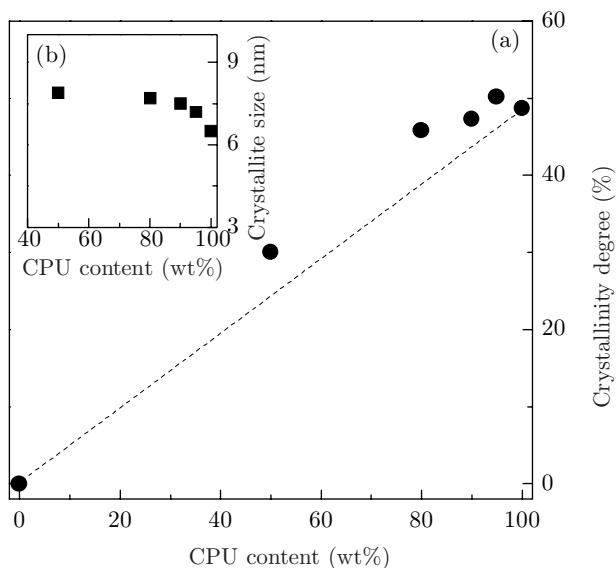 (b)
(a)
9
6
3
Crystallite size (nm)
40 60 80 100
CPU content (wt%)
60
40
20
0
Crystallinity degree (%)
0 20 40 60 80 100
CPU content (wt%)